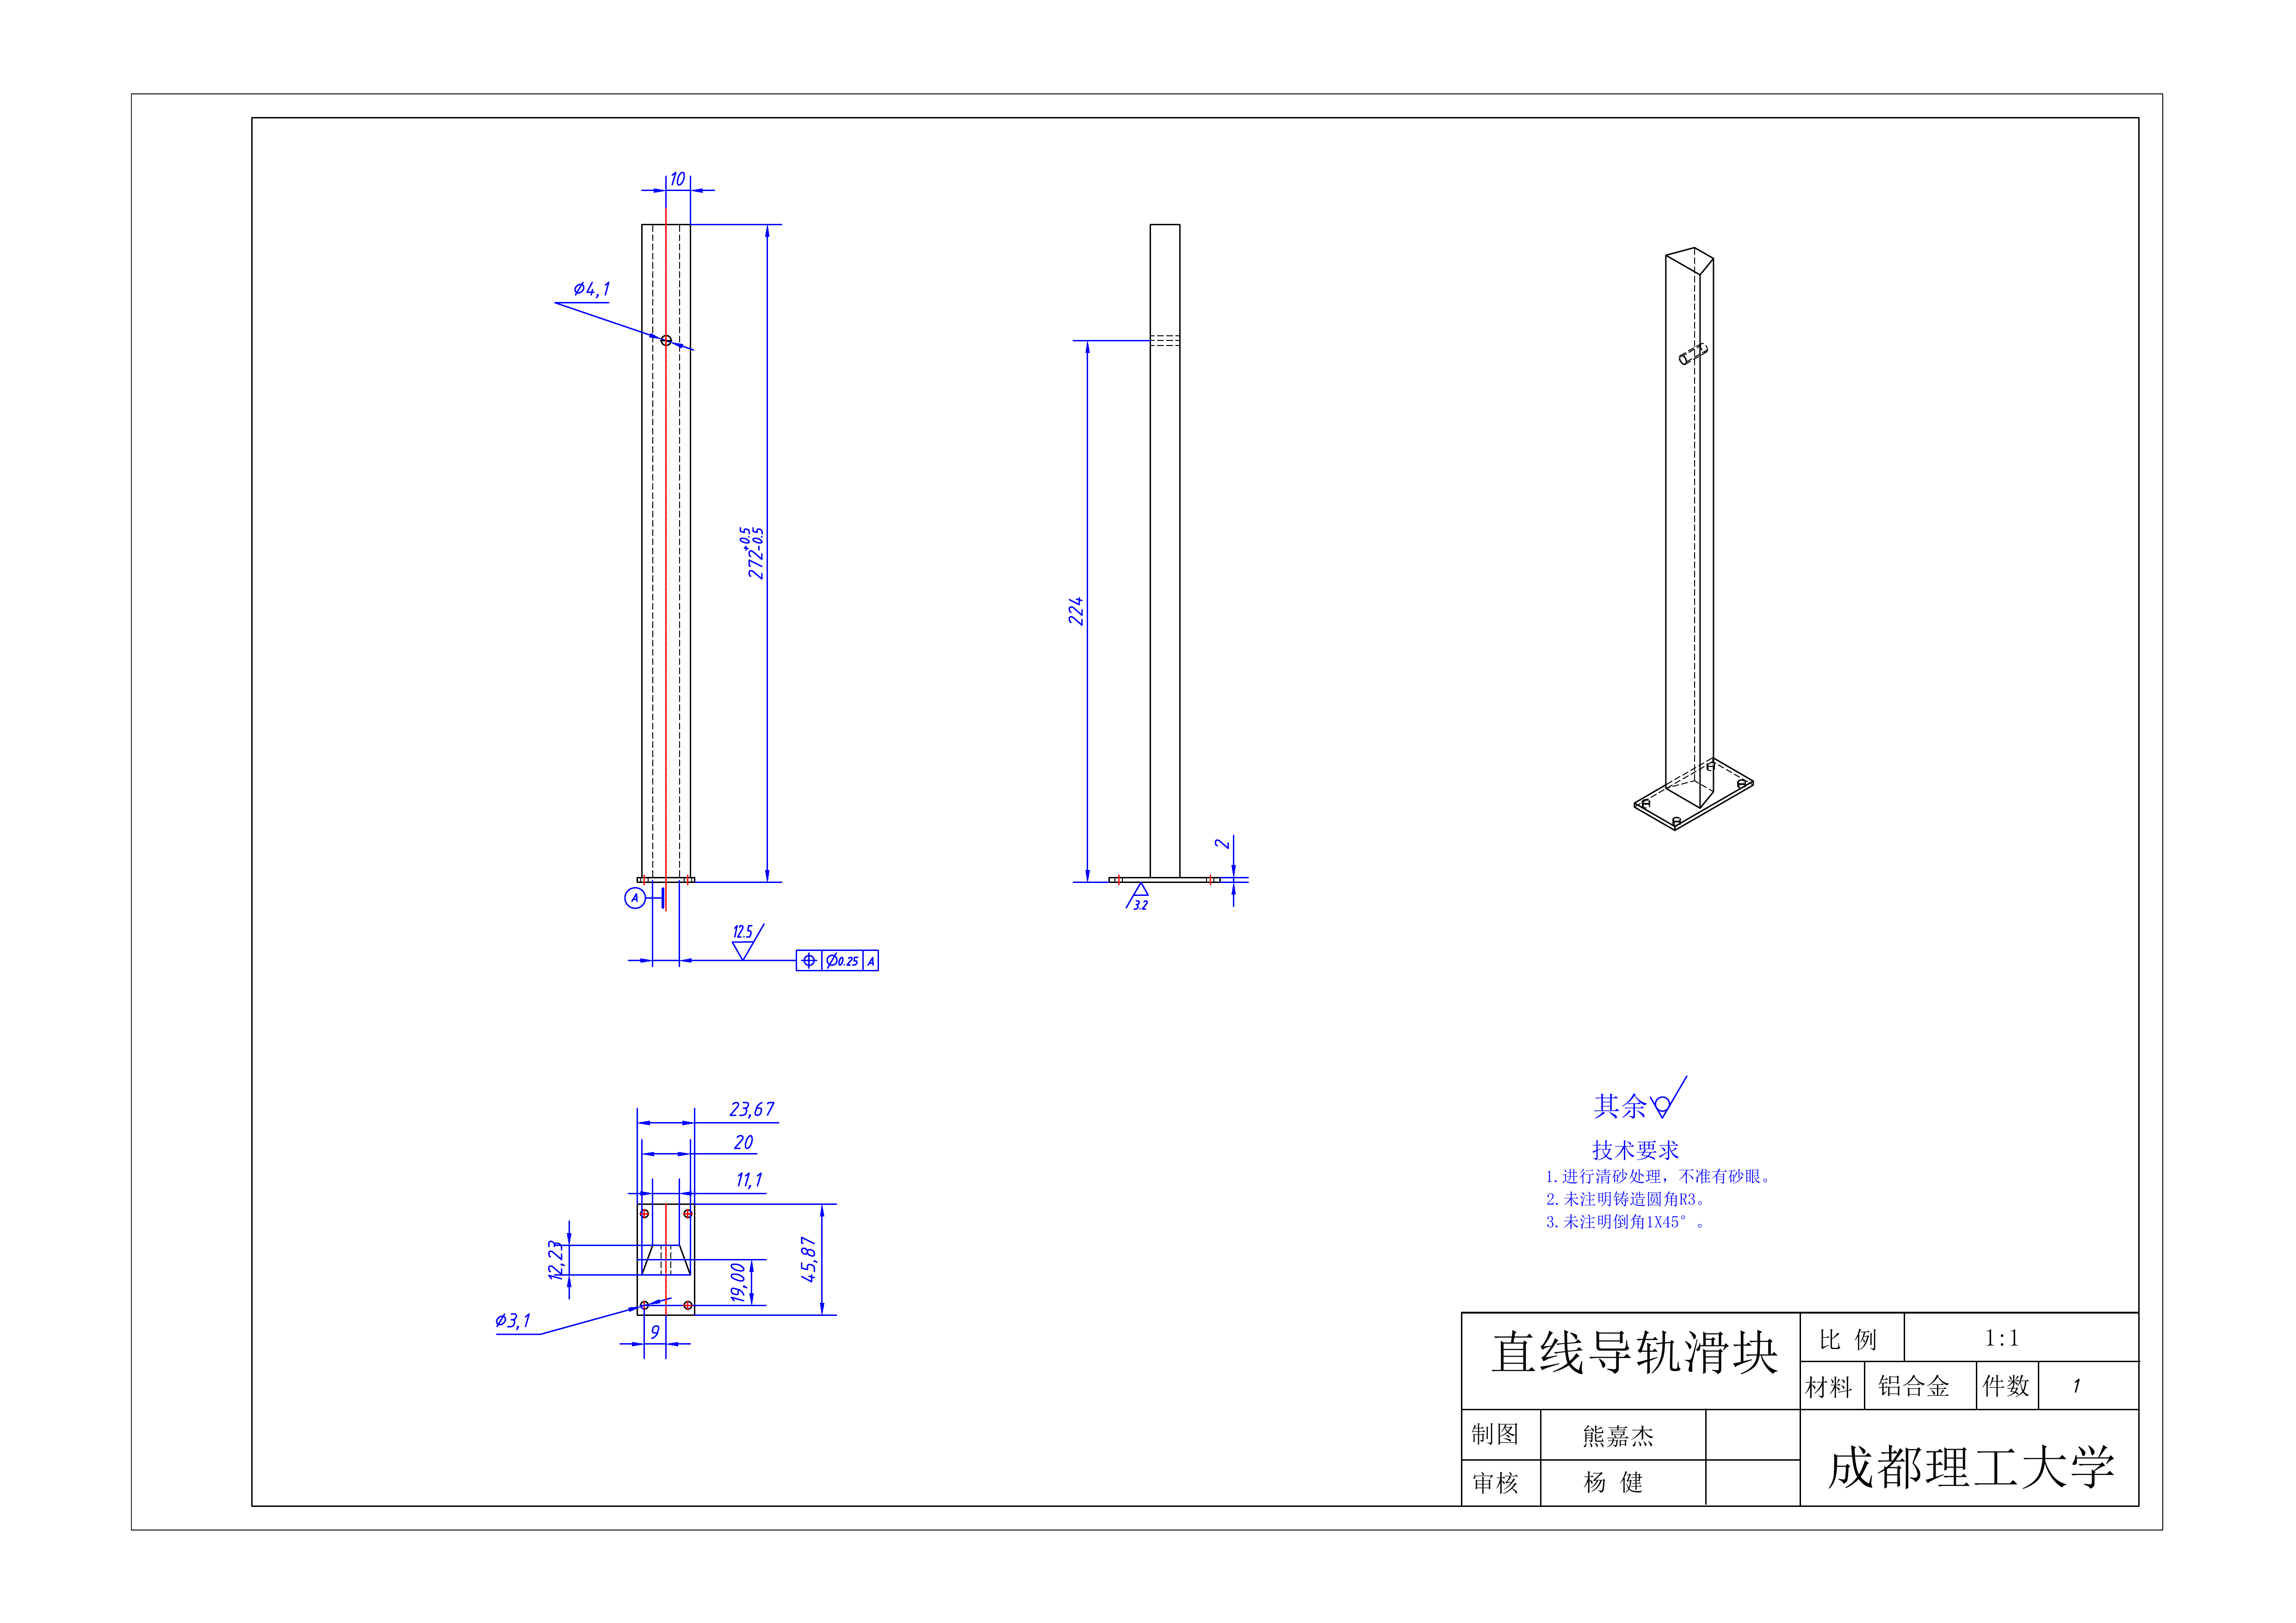 10
⌀4,1
272+0.5-0.5
224
2
3.2
A
12.5
⌀0.25 A
23,67
20
11,1
12,23
19,00
45,87
⌀3,1
9
其余
技术要求
1.进行清砂处理，不准有砂眼。
2.未注明铸造圆角R3。
3.未注明倒角1X45°。
直线导轨滑块
比 例 1:1
材料 铝合金 件数 1
制图 熊嘉杰
审核 杨 健
成都理工大学